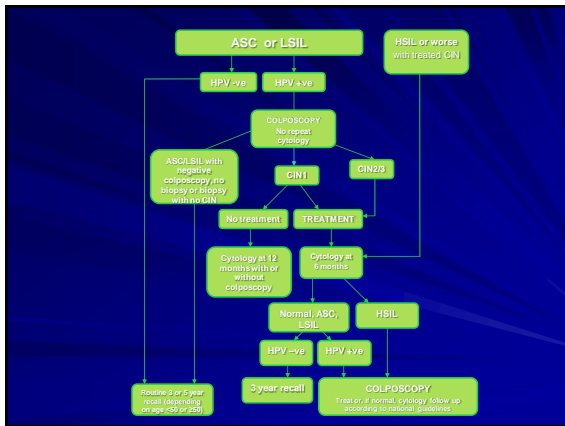 ASC or LSIL
HSIL or worse
with treated CIN
HPV -ve
HPV +ve
COLPOSCOPY
No repeat
cytology
ASC/LSIL with
negative
colposcopy, no
biopsy or biopsy
with no CIN
CIN1
CIN2/3
No treatment
TREATMENT
Cytology at 12
months with or
without
colposcopy
Cytology at
6 months
Normal, ASC,
LSIL
HSIL
HPV –ve
HPV +ve
Routine 3 or 5 year
recall (depending
on age <50 or ≥50)
3 year recall
COLPOSCOPY
Treat or, if normal, cytology follow up
according to national guidelines